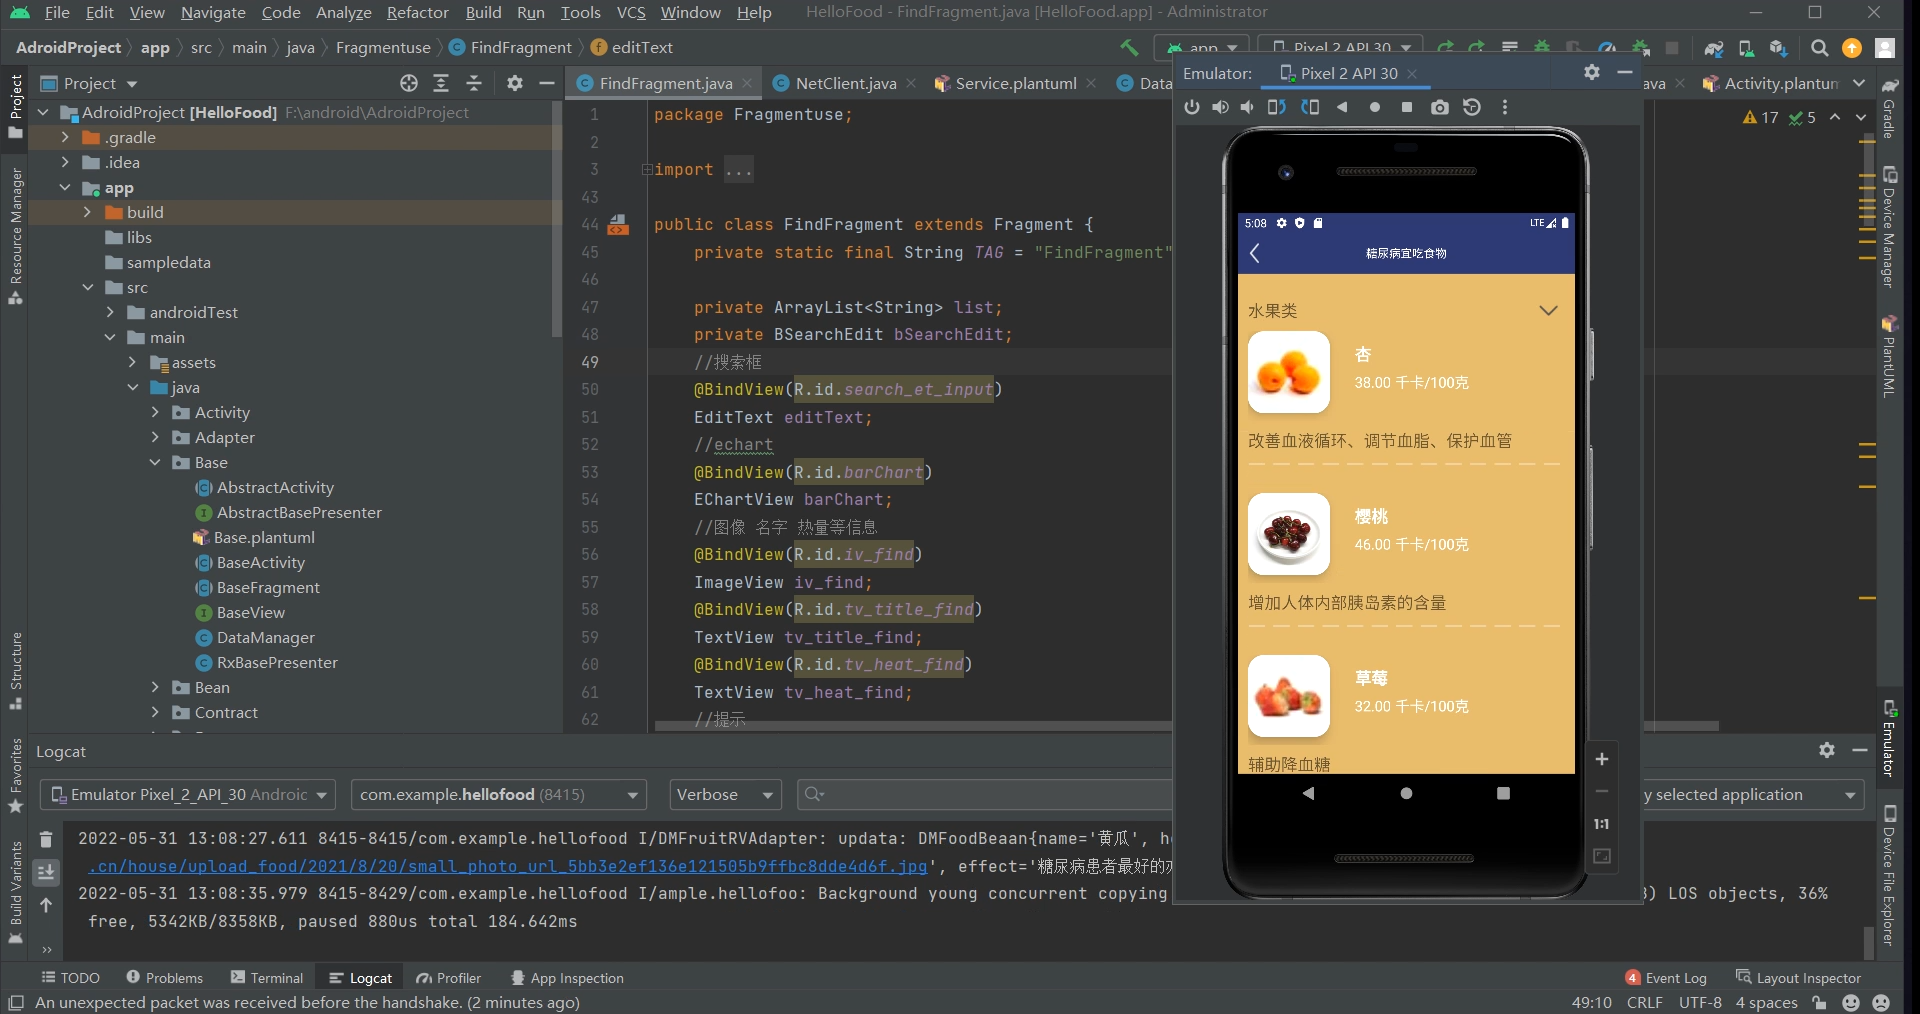 File Edit View Navigate Code Analyze Refactor Build Run Tools VCS Window Help HelloFood - FindFragment.java [HelloFood.app] - Administrator
AdroidProject app src main java Fragmentuse FindFragment editText app Pixel 2 API 30
Project
FindFragment.java NetClient.java Service.plantuml Data ava Activity.plantum
AdroidProject [HelloFood] F:\android\AdroidProject
.gradle
.idea
app
build
libs
sampledata
src
androidTest
main
assets
java
Activity
Adapter
Base
AbstractActivity
AbstractBasePresenter
Base.plantuml
BaseActivity
BaseFragment
BaseView
DataManager
RxBasePresenter
Bean
Contract
Project
Resource Manager
Structure
Favorites
Build Variants
17 5
1 package Fragmentuse;
2
3 import ...
43
44 public class FindFragment extends Fragment {
45 private static final String TAG = "FindFragment"
46
47 private ArrayList<String> list;
48 private BSearchEdit bSearchEdit;
49 //搜索框
50 @BindView(R.id.search_et_input)
51 EditText editText;
52 //echart
53 @BindView(R.id.barChart)
54 EChartView barChart;
55 //图像 名字 热量等信息
56 @BindView(R.id.iv_find)
57 ImageView iv_find;
58 @BindView(R.id.tv_title_find)
59 TextView tv_title_find;
60 @BindView(R.id.tv_heat_find)
61 TextView tv_heat_find;
62 //提示
Emulator: Pixel 2 API 30
5:08 LTE
糖尿病宜吃食物
水果类
杏
38.00 千卡/100克
改善血液循环、调节血脂、保护血管
樱桃
46.00 千卡/100克
增加人体内部胰岛素的含量
草莓
32.00 千卡/100克
辅助降血糖
1:1
Gradle
Device Manager
PlantUML
Emulator
Device File Explorer
Logcat
Emulator Pixel_2_API_30 Androic com.example.hellofood (8415) Verbose y selected application
2022-05-31 13:08:27.611 8415-8415/com.example.hellofood I/DMFruitRVAdapter: updata: DMFoodBeaan{name='黄瓜', he
.cn/house/upload_food/2021/8/20/small_photo_url_5bb3e2ef136e121505b9ffbc8dde4d6f.jpg', effect='糖尿病患者最好的
2022-05-31 13:08:35.979 8415-8429/com.example.hellofood I/ample.hellofoo: Background young concurrent copying ) LOS objects, 36%
free, 5342KB/8358KB, paused 880us total 184.642ms
TODO Problems Terminal Logcat Profiler App Inspection 4 Event Log Layout Inspector
An unexpected packet was received before the handshake. (2 minutes ago) 49:10 CRLF UTF-8 4 spaces